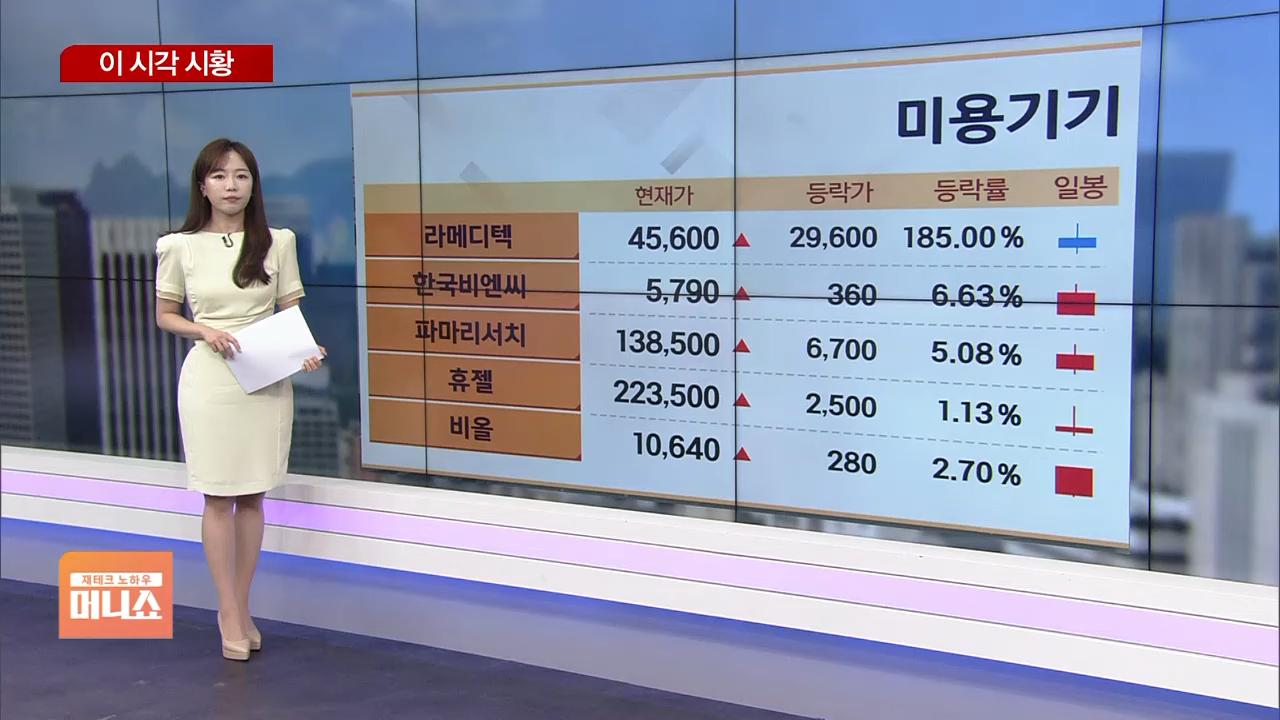 이 시각 시황
미용기기
현재가 등락가 등락률 일봉
라메디텍 45,600 ▲ 29,600 185.00%
한국비엔씨 5,790 ▲ 360 6.63%
파마리서치 138,500 ▲ 6,700 5.08%
휴젤 223,500 ▲ 2,500 1.13%
비올 10,640 ▲ 280 2.70%
재테크 노하우
머니쇼